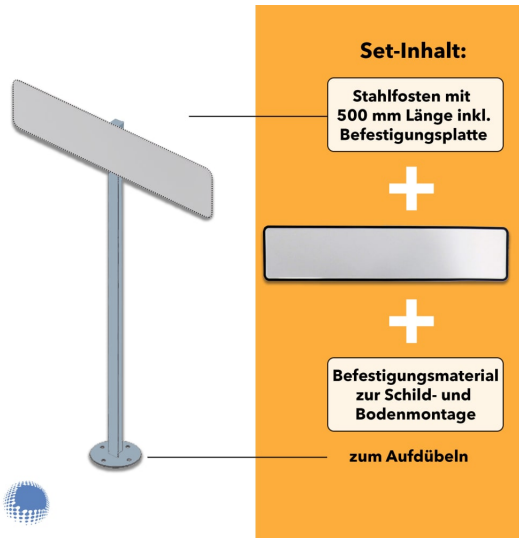 Set-Inhalt:
Stahlfosten mit
500 mm Länge inkl.
Befestigungsplatte
Befestigungsmaterial
zur Schild- und
Bodenmontage
zum Aufdübeln